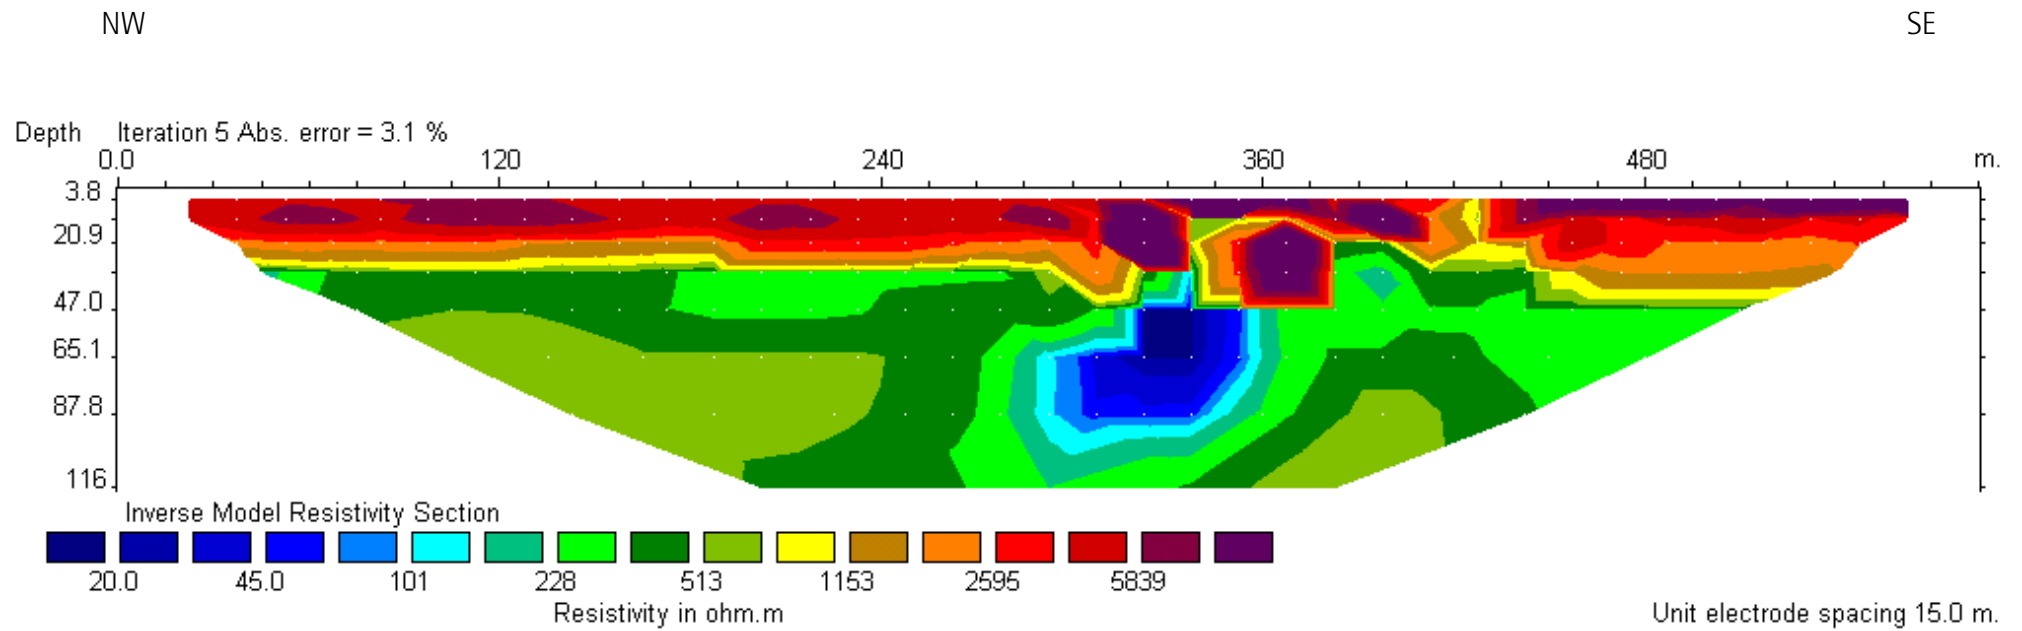 NW SE
Depth Iteration 5 Abs. error = 3.1 %
0.0 120 240 360 480 m.
3.8
20.9
47.0
65.1
87.8
116
Inverse Model Resistivity Section
20.0 45.0 101 228 513 1153 2595 5839
Resistivity in ohm.m Unit electrode spacing 15.0 m.